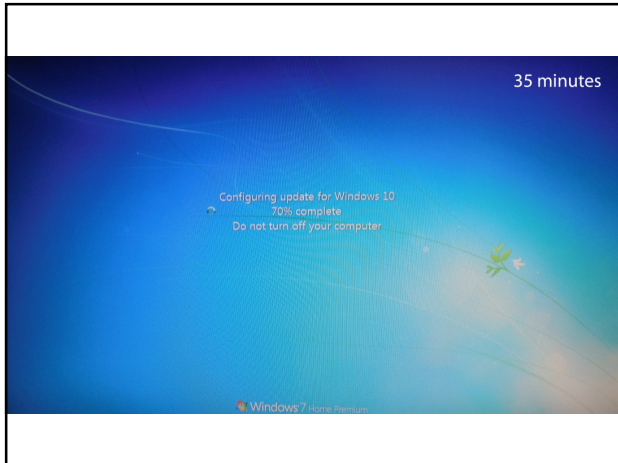 35 minutes
Configuring update for Windows 10
70% complete
Do not turn off your computer
Windows 7 Home Premium